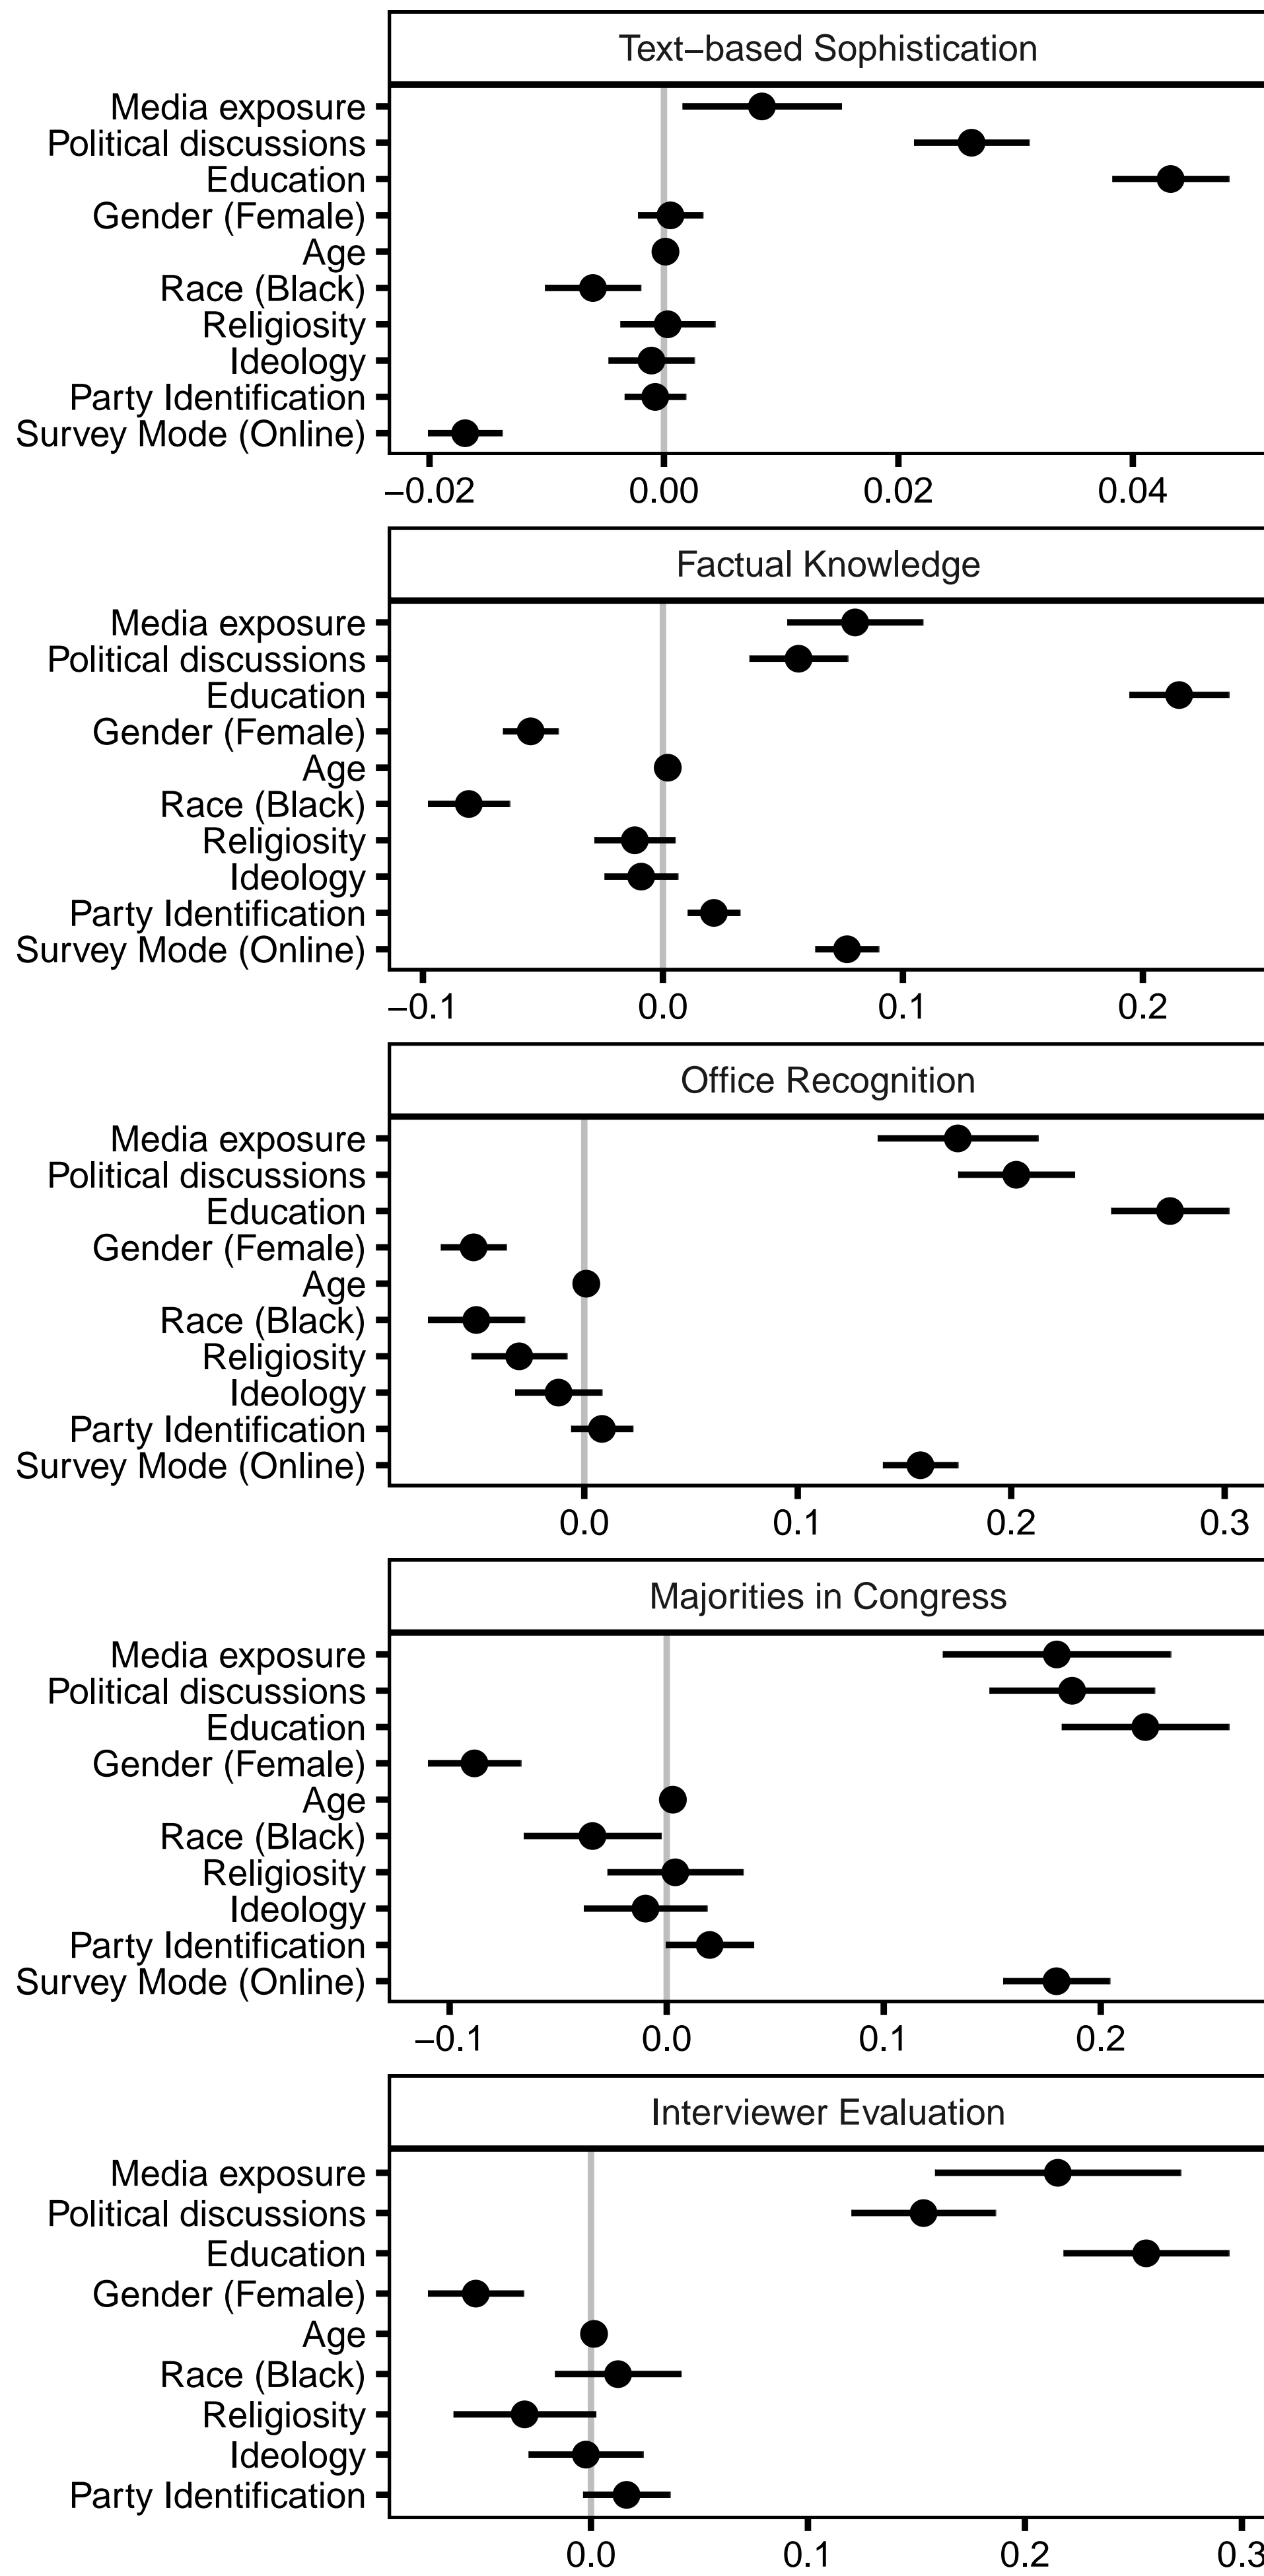 Text−based Sophistication
Media exposure
Political discussions
Education
Gender (Female)
Age
Race (Black)
Religiosity
Ideology
Party Identification
Survey Mode (Online)
−0.02 0.00 0.02 0.04
Factual Knowledge
Media exposure
Political discussions
Education
Gender (Female)
Age
Race (Black)
Religiosity
Ideology
Party Identification
Survey Mode (Online)
−0.1 0.0 0.1 0.2
Office Recognition
Media exposure
Political discussions
Education
Gender (Female)
Age
Race (Black)
Religiosity
Ideology
Party Identification
Survey Mode (Online)
0.0 0.1 0.2 0.3
Majorities in Congress
Media exposure
Political discussions
Education
Gender (Female)
Age
Race (Black)
Religiosity
Ideology
Party Identification
Survey Mode (Online)
−0.1 0.0 0.1 0.2
Interviewer Evaluation
Media exposure
Political discussions
Education
Gender (Female)
Age
Race (Black)
Religiosity
Ideology
Party Identification
0.0 0.1 0.2 0.3